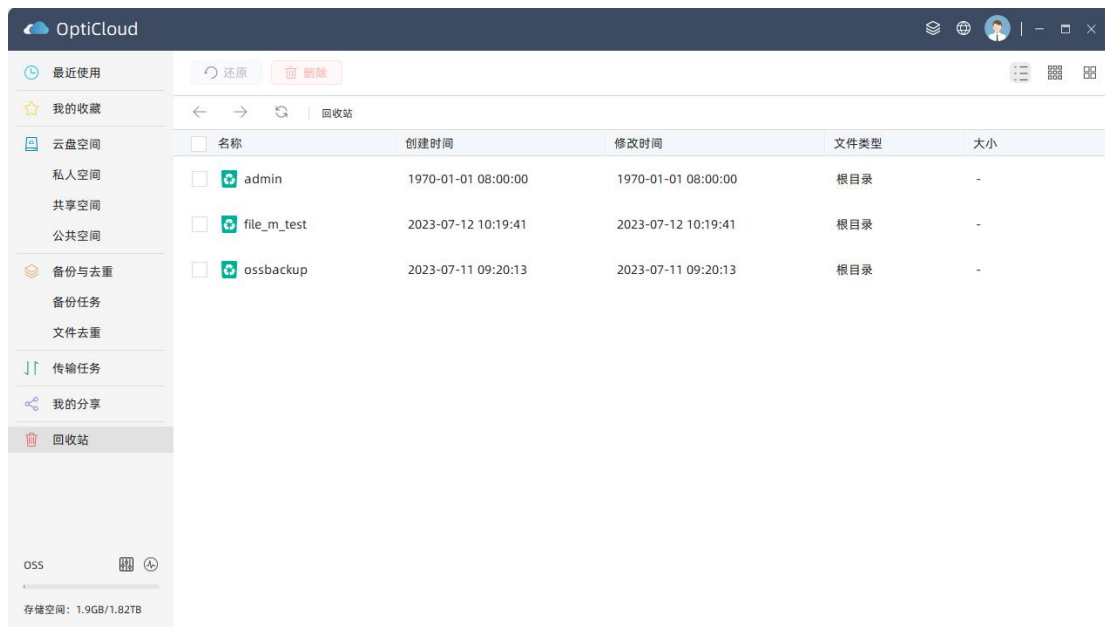 OptiCloud
最近使用
我的收藏
云盘空间
私人空间
共享空间
公共空间
备份与去重
备份任务
文件去重
传输任务
我的分享
回收站
OSS
存储空间：1.9GB/1.82TB
还原 删除
回收站
名称 创建时间 修改时间 文件类型 大小
admin 1970-01-01 08:00:00 1970-01-01 08:00:00 根目录 -
file_m_test 2023-07-12 10:19:41 2023-07-12 10:19:41 根目录 -
ossbackup 2023-07-11 09:20:13 2023-07-11 09:20:13 根目录 -